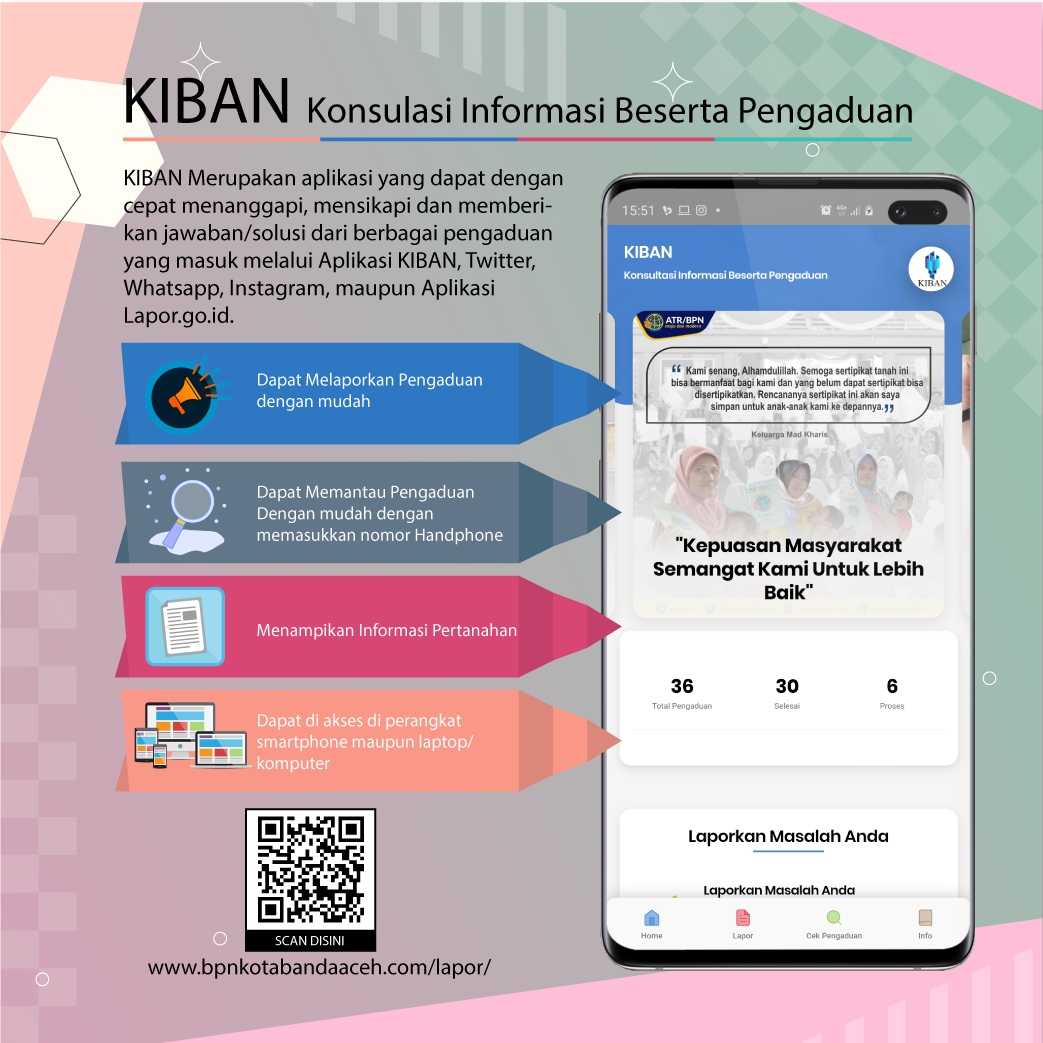 KIBAN Konsulasi Informasi Beserta Pengaduan
KIBAN Merupakan aplikasi yang dapat dengan
cepat menanggapi, mensikapi dan memberi-
kan jawaban/solusi dari berbagai pengaduan
yang masuk melalui Aplikasi KIBAN, Twitter,
Whatsapp, Instagram, maupun Aplikasi
Lapor.go.id.
Dapat Melaporkan Pengaduan
dengan mudah
Dapat Memantau Pengaduan
Dengan mudah dengan
memasukkan nomor Handphone
Menampikan Informasi Pertanahan
Dapat di akses di perangkat
smartphone maupun laptop/
komputer
SCAN DISINI
www.bpnkotabandaaceh.com/lapor/
15:51
KIBAN
Konsultasi Informasi Beserta Pengaduan
KIBAN
ATR/BPN
maju dan modern
“ Kami senang, Alhamdulillah. Semoga sertipikat tanah ini
bisa bermanfaat bagi kami dan yang belum dapat sertipikat bisa
disertipikatkan. Rencananya sertipikat ini akan saya
simpan untuk anak-anak kami ke depannya.”
Keluarga Mad Kharis
"Kepuasan Masyarakat
Semangat Kami Untuk Lebih
Baik"
36 30 6
Total Pengaduan Selesai Proses
Laporkan Masalah Anda
Laporkan Masalah Anda
Home Lapor Cek Pengaduan Info